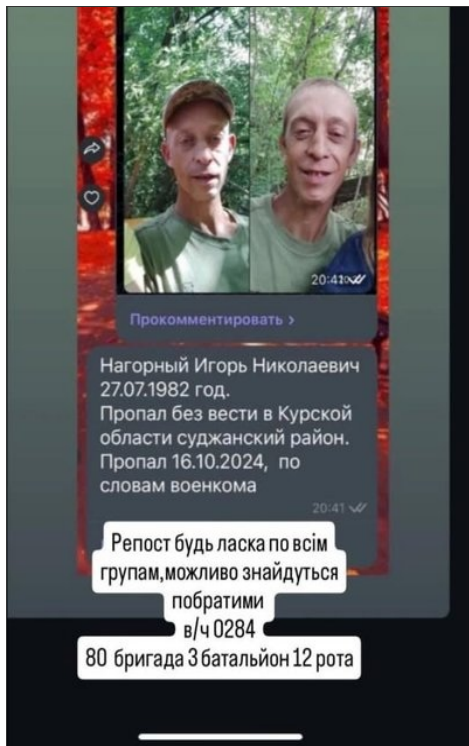 20:41
Прокомментировать >
Нагорный Игорь Николаевич
27.07.1982 год.
Пропал без вести в Курской
области суджанский район.
Пропал 16.10.2024, по
словам военкома
20:41
Репост будь ласка по всім
групам,можливо знайдуться
побратими
в/ч 0284
80 бригада 3 батальйон 12 рота